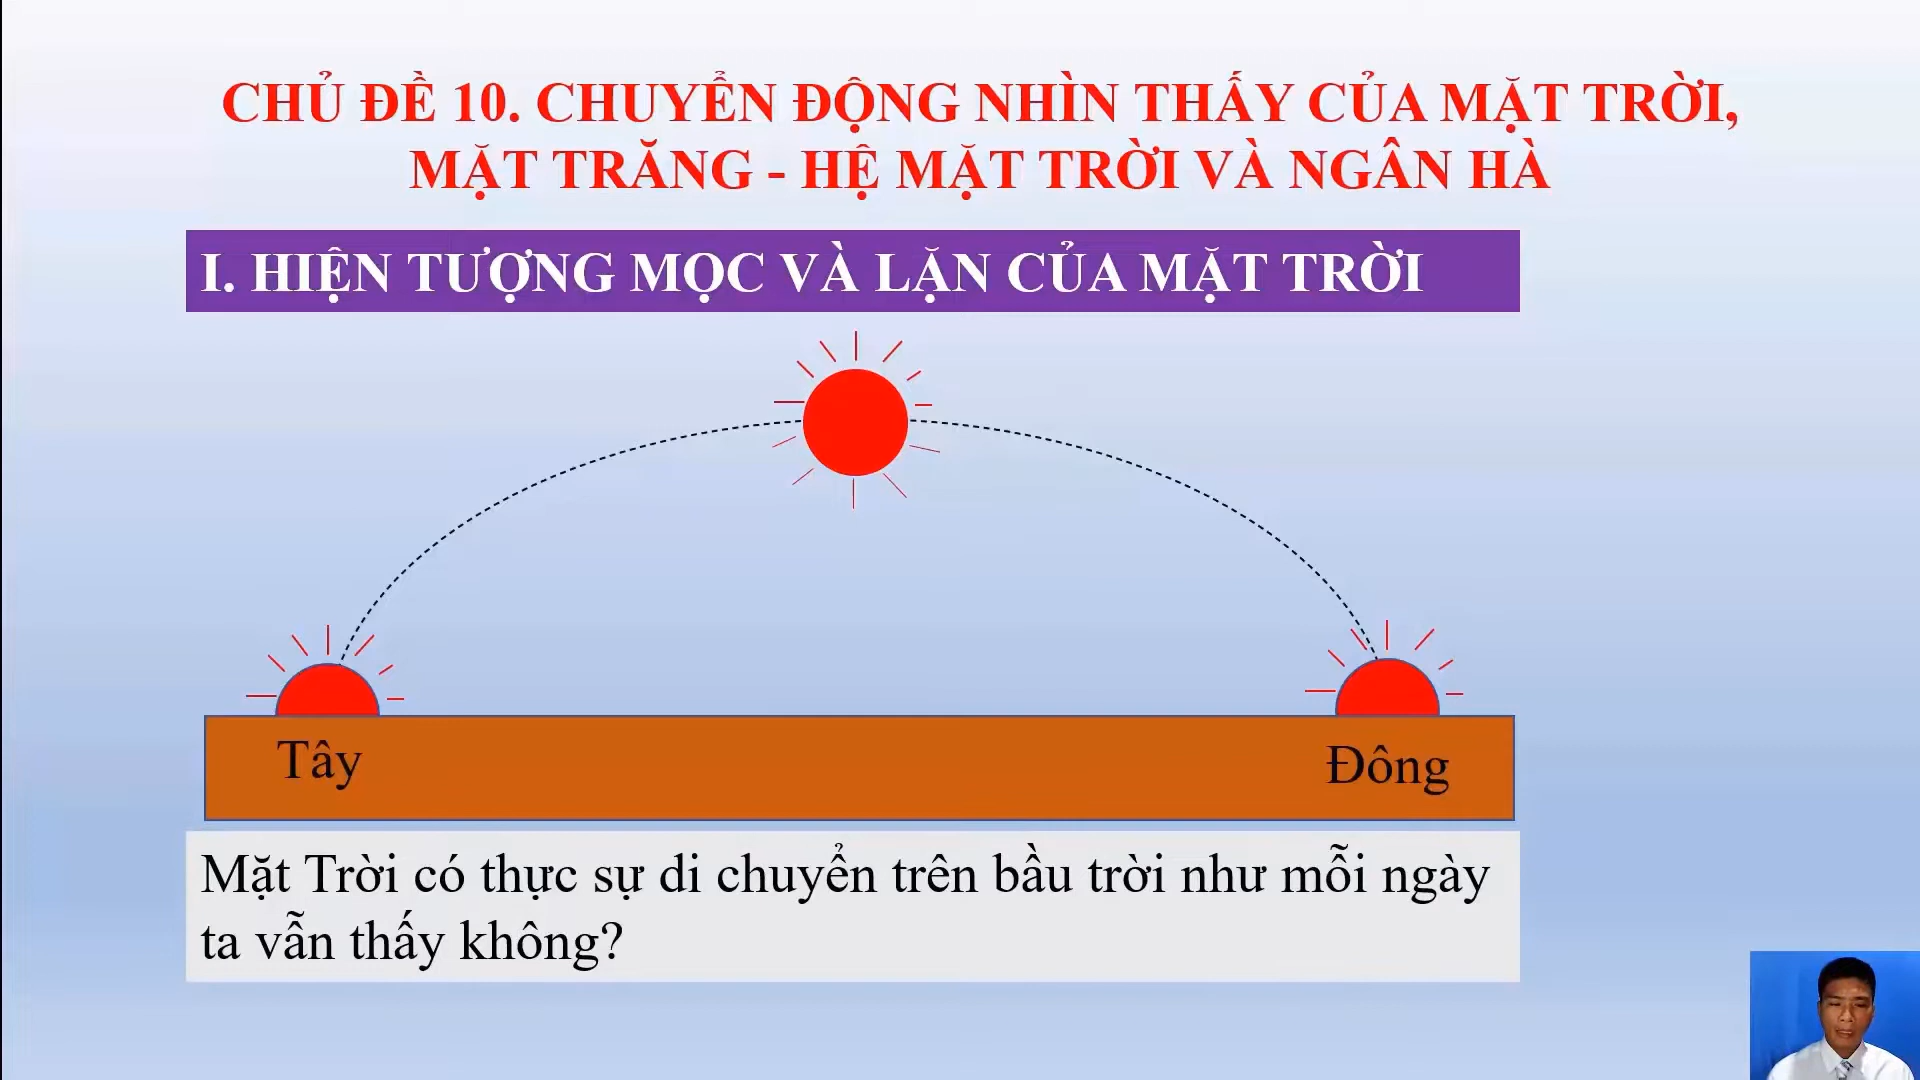 CHỦ ĐỀ 10. CHUYỂN ĐỘNG NHÌN THẤY CỦA MẶT TRỜI,
MẶT TRĂNG - HỆ MẶT TRỜI VÀ NGÂN HÀ
I. HIỆN TƯỢNG MỌC VÀ LẶN CỦA MẶT TRỜI
Tây
Đông
Mặt Trời có thực sự di chuyển trên bầu trời như mỗi ngày
ta vẫn thấy không?